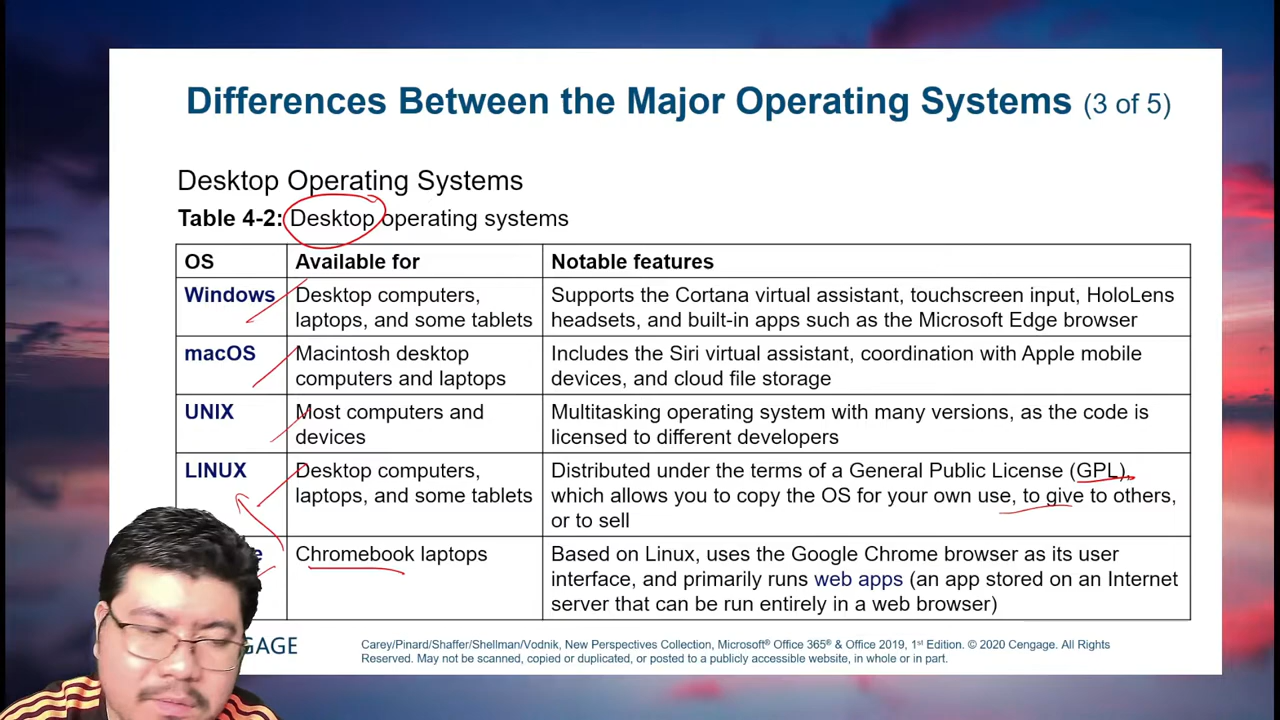 Differences Between the Major Operating Systems (3 of 5)
Desktop Operating Systems
Table 4-2: Desktop operating systems
OS Available for Notable features
Windows Desktop computers, laptops, and some tablets Supports the Cortana virtual assistant, touchscreen input, HoloLens
headsets, and built-in apps such as the Microsoft Edge browser
macOS Macintosh desktop computers and laptops Includes the Siri virtual assistant, coordination with Apple mobile
devices, and cloud file storage
UNIX Most computers and devices Multitasking operating system with many versions, as the code is
licensed to different developers
LINUX Desktop computers, laptops, and some tablets Distributed under the terms of a General Public License (GPL),
which allows you to copy the OS for your own use, to give to others,
or to sell
Chromebook laptops Based on Linux, uses the Google Chrome browser as its user
interface, and primarily runs web apps (an app stored on an Internet
server that can be run entirely in a web browser)
Carey/Pinard/Shaffer/Shellman/Vodnik, New Perspectives Collection, Microsoft® Office 365® & Office 2019, 1st Edition. © 2020 Cengage. All Rights
Reserved. May not be scanned, copied or duplicated, or posted to a publicly accessible website, in whole or in part.